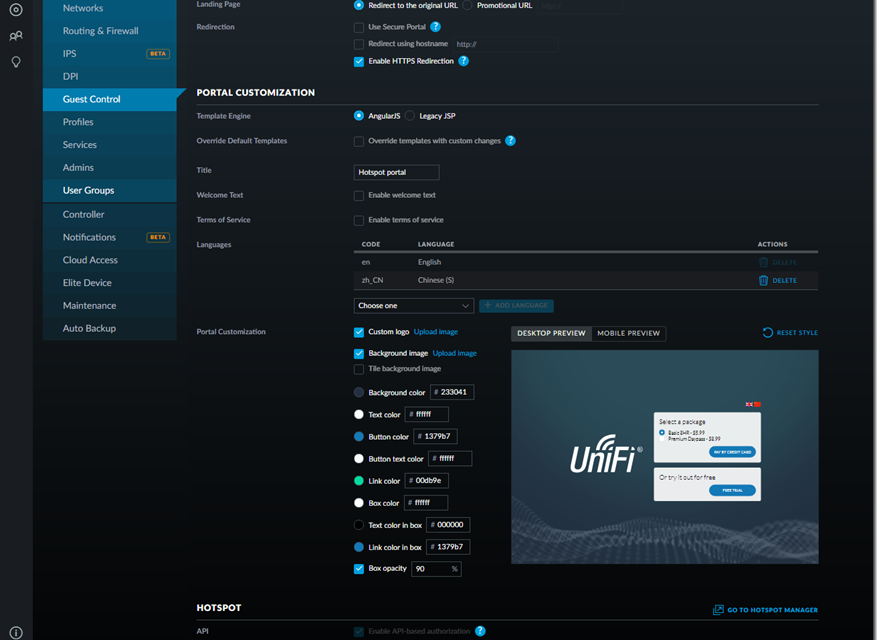 Networks
Routing & Firewall
IPS BETA
DPI
Guest Control
Profiles
Services
Admins
User Groups
Controller
Notifications BETA
Cloud Access
Elite Device
Maintenance
Auto Backup
Landing Page Redirect to the original URL Promotional URL
Redirection Use Secure Portal ?
Redirect using hostname http://
Enable HTTPS Redirection ?
PORTAL CUSTOMIZATION
Template Engine AngularJS Legacy JSP
Override Default Templates Override templates with custom changes ?
Title Hotspot portal
Welcome Text Enable welcome text
Terms of Service Enable terms of service
Languages CODE LANGUAGE ACTIONS
en English DELETE
zh_CN Chinese (S) DELETE
Choose one + ADD LANGUAGE
Portal Customization Custom logo Upload image
Background image Upload image
Tile background image
Background color # 233041
Text color # ffffff
Button color # 1379b7
Button text color # ffffff
Link color # 00db9e
Box color # ffffff
Text color in box # 000000
Link color in box # 1379b7
Box opacity 90 %
DESKTOP PREVIEW MOBILE PREVIEW RESET STYLE
UniFi
Select a package
Basic 8HR - $5.99
Premium Daypass - $8.99
PAY BY CREDIT CARD
Or try it out for free
FREE TRIAL
HOTSPOT GO TO HOTSPOT MANAGER
API Enable API-based authorization ?